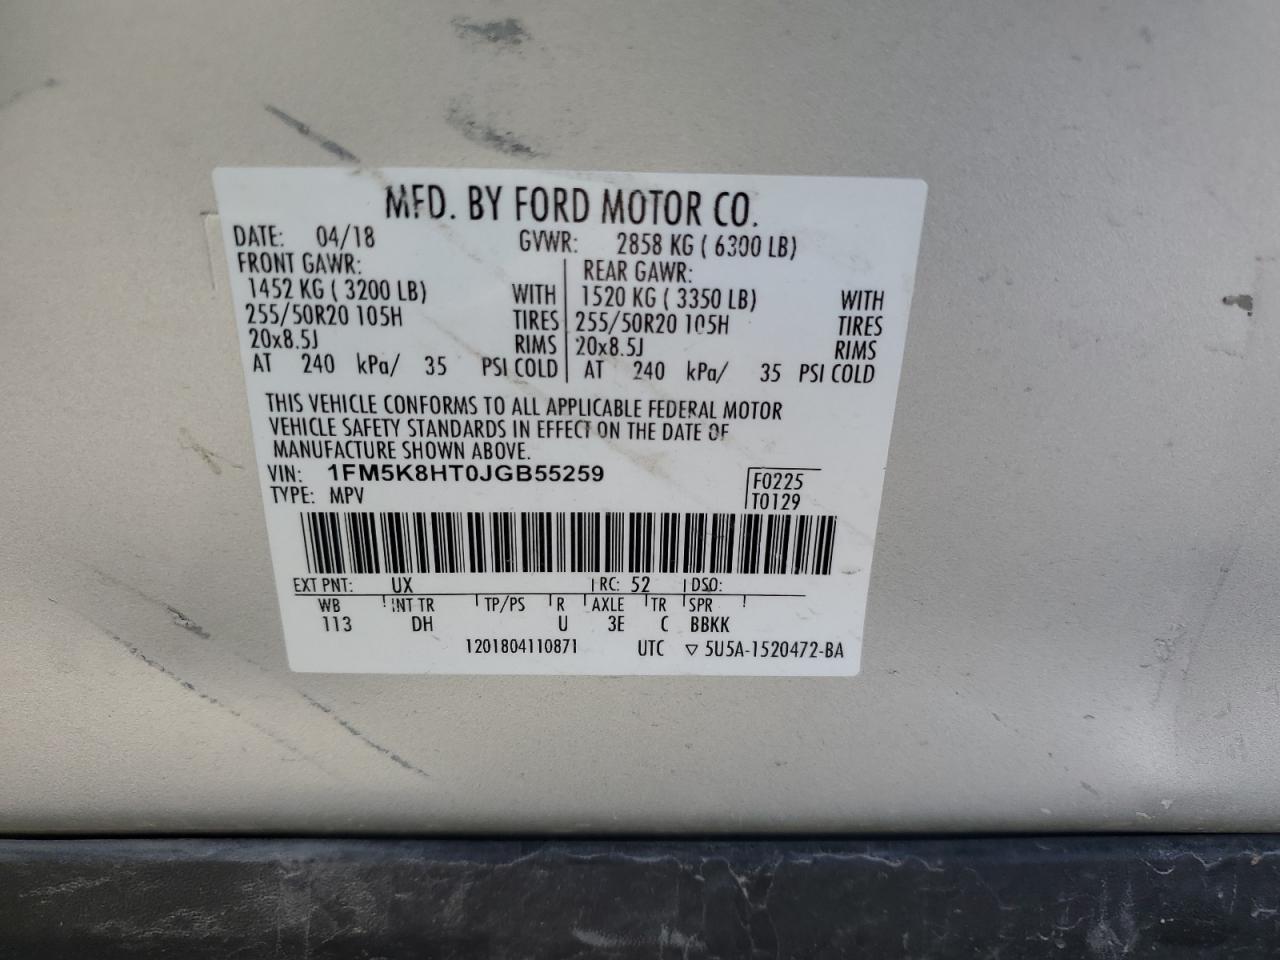 MFD. BY FORD MOTOR CO.
DATE: 04/18 GVWR: 2858 KG ( 6300 LB)
FRONT GAWR: REAR GAWR:
1452 KG ( 3200 LB) WITH 1520 KG ( 3350 LB) WITH
255/50R20 105H TIRES 255/50R20 105H TIRES
20x8.5J RIMS 20x8.5J RIMS
AT 240 kPa/ 35 PSI COLD AT 240 kPa/ 35 PSI COLD
THIS VEHICLE CONFORMS TO ALL APPLICABLE FEDERAL MOTOR
VEHICLE SAFETY STANDARDS IN EFFECT ON THE DATE OF
MANUFACTURE SHOWN ABOVE.
VIN: 1FM5K8HT0JGB55259 F0225
TYPE: MPV T0129
EXT PNT: UX RC: 52 DSO:
WB INT TR TP/PS R AXLE TR SPR
113 DH U 3E C BBKK
1201804110871 UTC ▽ 5U5A-1520472-BA